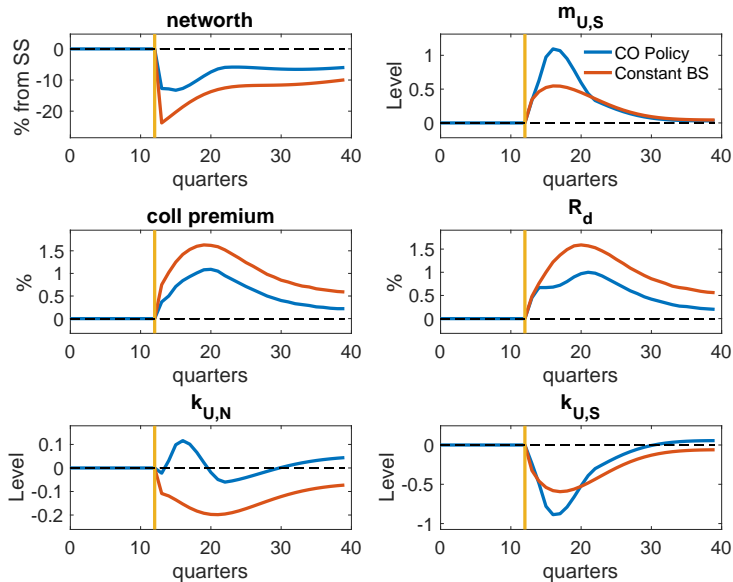 networth
% from SS
0
-10
-20
0 10 20 30 40
quarters
m_{U,S}
Level
1
0.5
0
CO Policy
Constant BS
0 10 20 30 40
quarters
coll premium
%
1.5
1
0.5
0
0 10 20 30 40
quarters
R_d
%
1.5
1
0.5
0
0 10 20 30 40
quarters
k_{U,N}
Level
0.1
0
-0.1
-0.2
0 10 20 30 40
quarters
k_{U,S}
Level
0
-0.5
-1
0 10 20 30 40
quarters